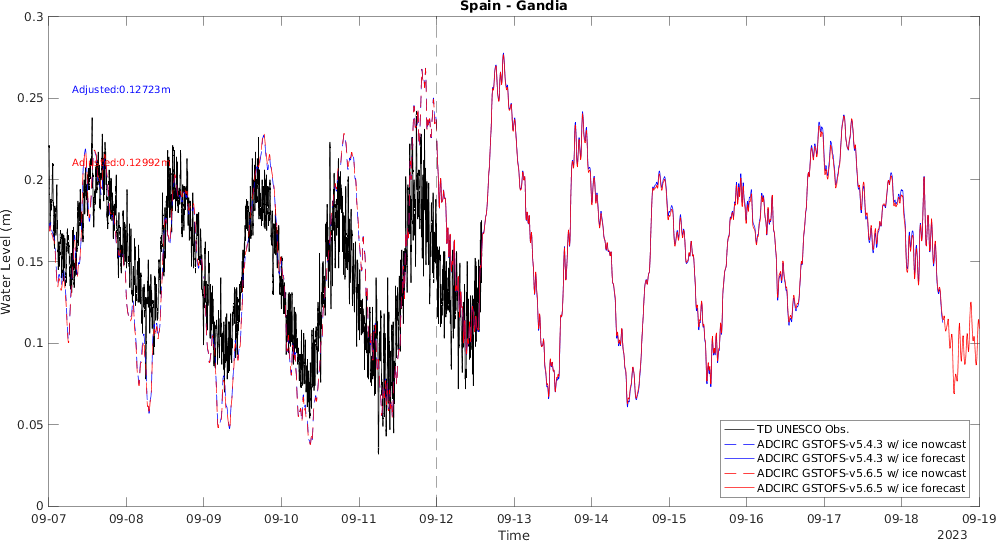 Spain - Gandia
0.3
0.25
0.2
0.15
0.1
0.05
0
Water Level (m)
Adjusted:0.12723m
Adjusted:0.12992m
TD UNESCO Obs.
ADCIRC GSTOFS-v5.4.3 w/ ice nowcast
ADCIRC GSTOFS-v5.4.3 w/ ice forecast
ADCIRC GSTOFS-v5.6.5 w/ ice nowcast
ADCIRC GSTOFS-v5.6.5 w/ ice forecast
09-07 09-08 09-09 09-10 09-11 09-12 09-13 09-14 09-15 09-16 09-17 09-18 09-19
Time
2023